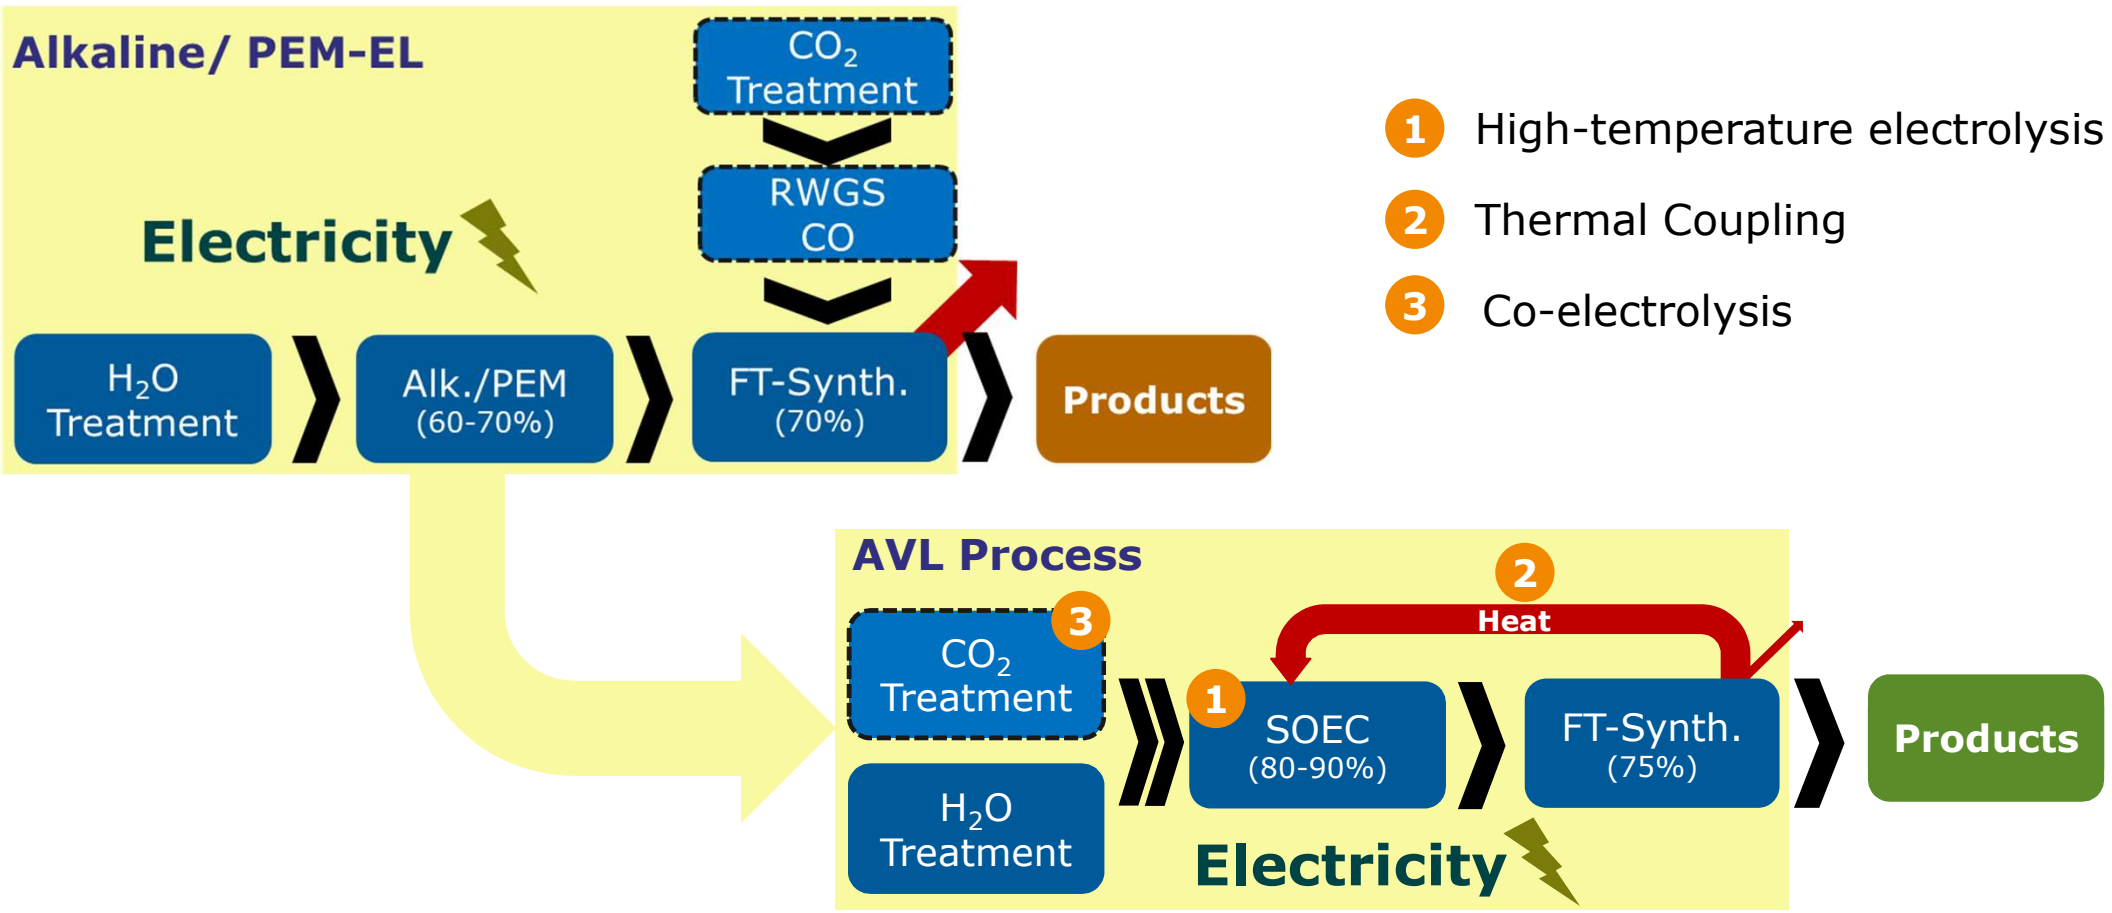 Alkaline/ PEM-EL
CO₂
Treatment
RWGS
CO
Electricity
H₂O
Treatment
Alk./PEM
(60-70%)
FT-Synth.
(70%)
Products
1 High-temperature electrolysis
2 Thermal Coupling
3 Co-electrolysis
AVL Process
2
Heat
3
CO₂
Treatment
H₂O
Treatment
1
SOEC
(80-90%)
FT-Synth.
(75%)
Electricity
Products